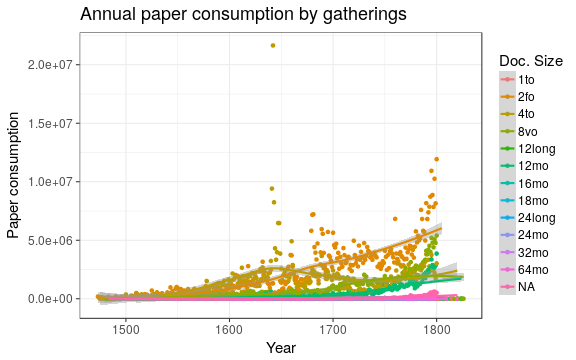 Annual paper consumption by gatherings
Paper consumption
2.0e+07
1.5e+07
1.0e+07
5.0e+06
0.0e+00
1500
1600
1700
1800
Year
Doc. Size
1to
2fo
4to
8vo
12long
12mo
16mo
18mo
24long
24mo
32mo
64mo
NA